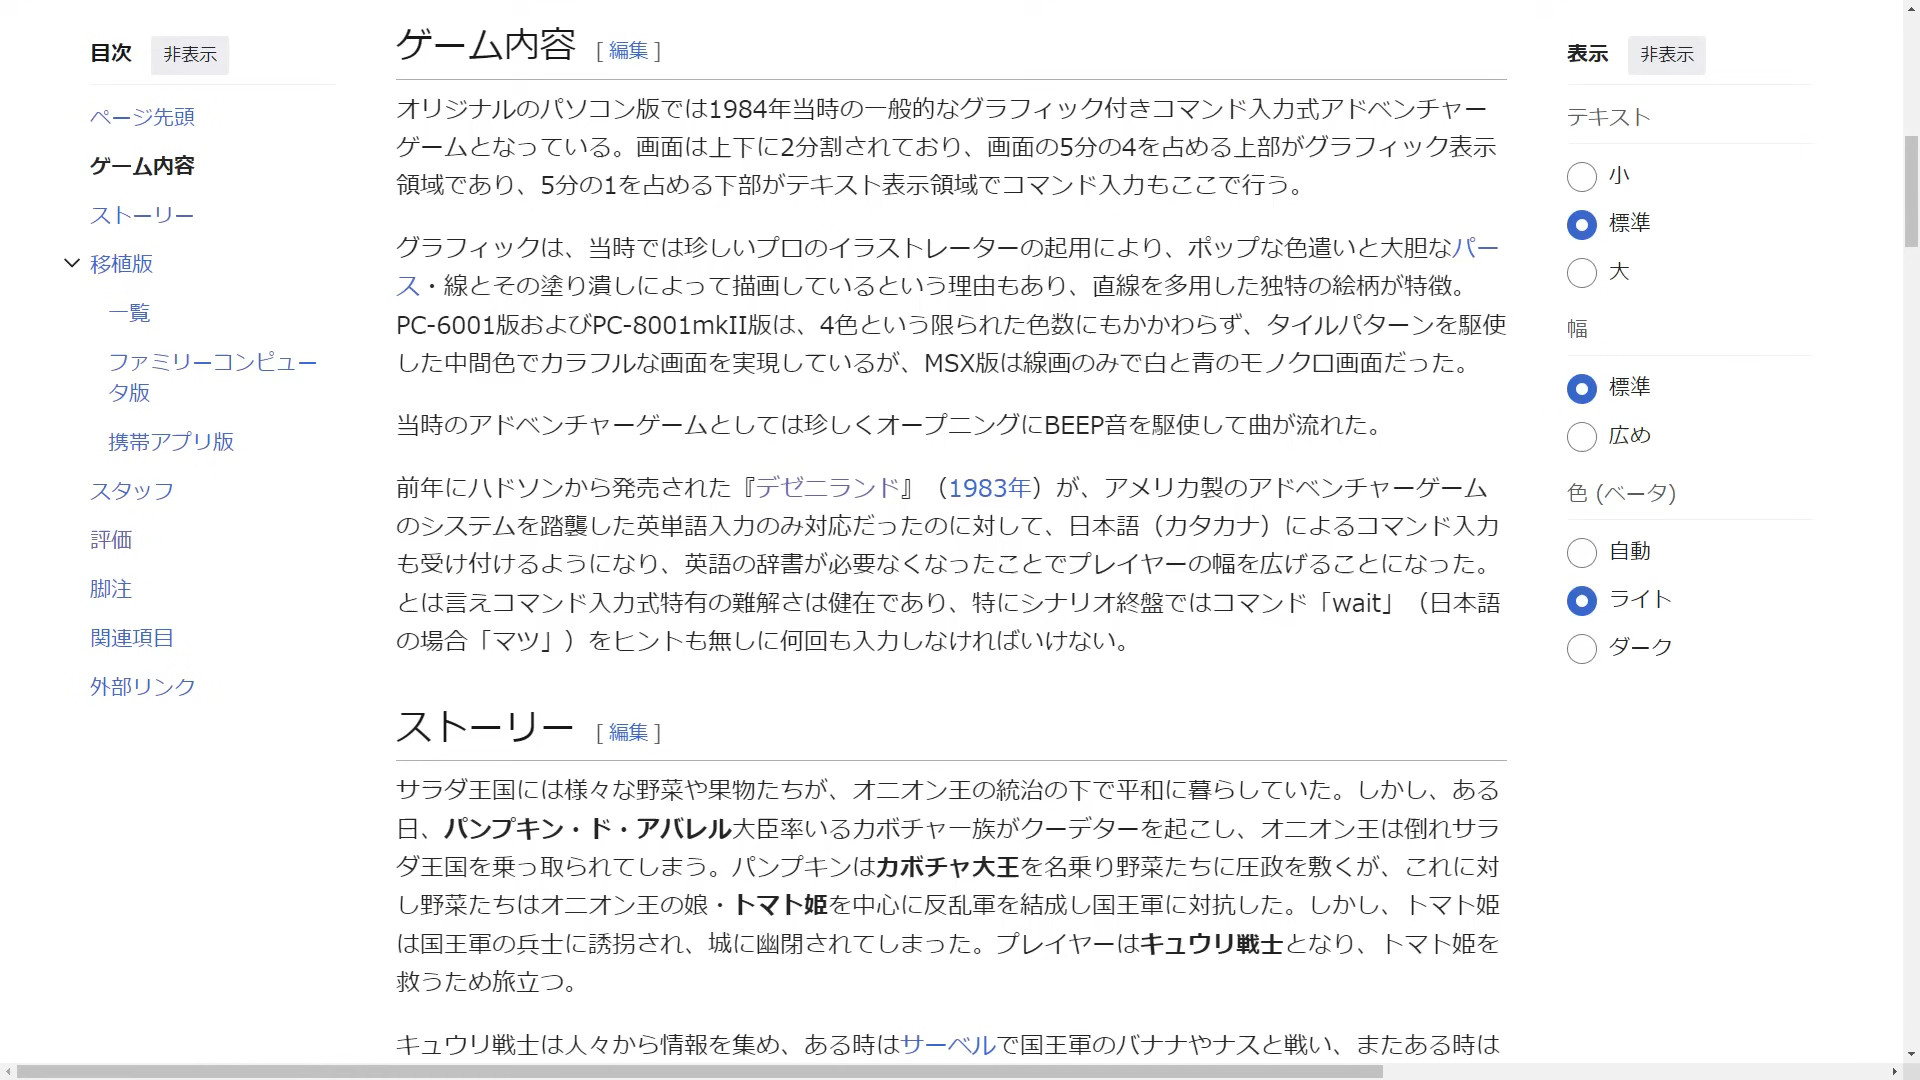 目次 非表示
ページ先頭
ゲーム内容
ストーリー
移植版
一覧
ファミリーコンピュー
タ版
携帯アプリ版
スタッフ
評価
脚注
関連項目
外部リンク
ゲーム内容 [ 編集 ]
オリジナルのパソコン版では1984年当時の一般的なグラフィック付きコマンド入力式アドベンチャー
ゲームとなっている。画面は上下に2分割されており、画面の5分の4を占める上部がグラフィック表示
領域であり、5分の1を占める下部がテキスト表示領域でコマンド入力もここで行う。
グラフィックは、当時では珍しいプロのイラストレーターの起用により、ポップな色遣いと大胆なパー
ス・線とその塗り潰しによって描画しているという理由もあり、直線を多用した独特の絵柄が特徴。
PC-6001版およびPC-8001mkII版は、4色という限られた色数にもかかわらず、タイルパターンを駆使
した中間色でカラフルな画面を実現しているが、MSX版は線画のみで白と青のモノクロ画面だった。
当時のアドベンチャーゲームとしては珍しくオープニングにBEEP音を駆使して曲が流れた。
前年にハドソンから発売された『デゼニランド』（1983年）が、アメリカ製のアドベンチャーゲーム
のシステムを踏襲した英単語入力のみ対応だったのに対して、日本語（カタカナ）によるコマンド入力
も受け付けるようになり、英語の辞書が必要なくなったことでプレイヤーの幅を広げることになった。
とは言えコマンド入力式特有の難解さは健在であり、特にシナリオ終盤ではコマンド「wait」（日本語
の場合「マツ」）をヒントも無しに何回も入力しなければいけない。
ストーリー [ 編集 ]
サラダ王国には様々な野菜や果物たちが、オニオン王の統治の下で平和に暮らしていた。しかし、ある
日、パンプキン・ド・アバレル大臣率いるカボチャ一族がクーデターを起こし、オニオン王は倒れサラ
ダ王国を乗っ取られてしまう。パンプキンはカボチャ大王を名乗り野菜たちに圧政を敷くが、これに対
し野菜たちはオニオン王の娘・トマト姫を中心に反乱軍を結成し国王軍に対抗した。しかし、トマト姫
は国王軍の兵士に誘拐され、城に幽閉されてしまった。プレイヤーはキュウリ戦士となり、トマト姫を
救うため旅立つ。
キュウリ戦士は人々から情報を集め、ある時はサーベルで国王軍のバナナやナスと戦い、またある時は
表示 非表示
テキスト
小
標準
大
幅
標準
広め
色 (ベータ)
自動
ライト
ダーク